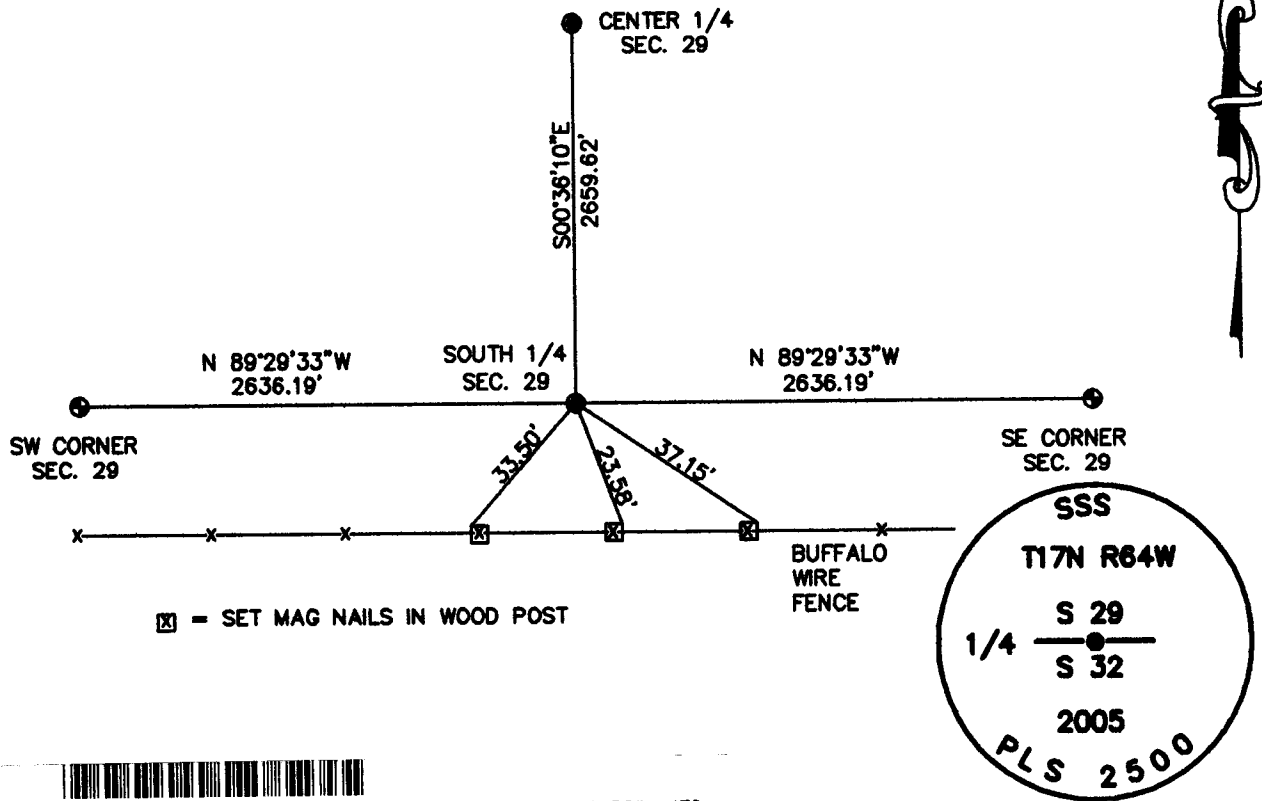 CENTER 1/4
SEC. 29
S00°36'10"E
2659.62'
N 89°29'33"W
2636.19'
SOUTH 1/4
SEC. 29
N 89°29'33"W
2636.19'
SW CORNER
SEC. 29
SE CORNER
SEC. 29
33.50'
23.58'
37.15'
x x x x x x x
BUFFALO
WIRE
FENCE
x = SET MAG NAILS IN WOOD POST
SSS
T17N R64W
S 29
1/4
S 32
2005
PLS 2500